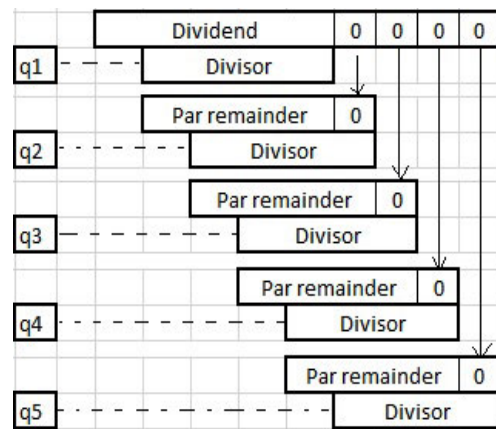 Dividend 0 0 0 0
q1 Divisor
Par remainder 0
q2 Divisor
Par remainder 0
q3 Divisor
Par remainder 0
q4 Divisor
Par remainder 0
q5 Divisor